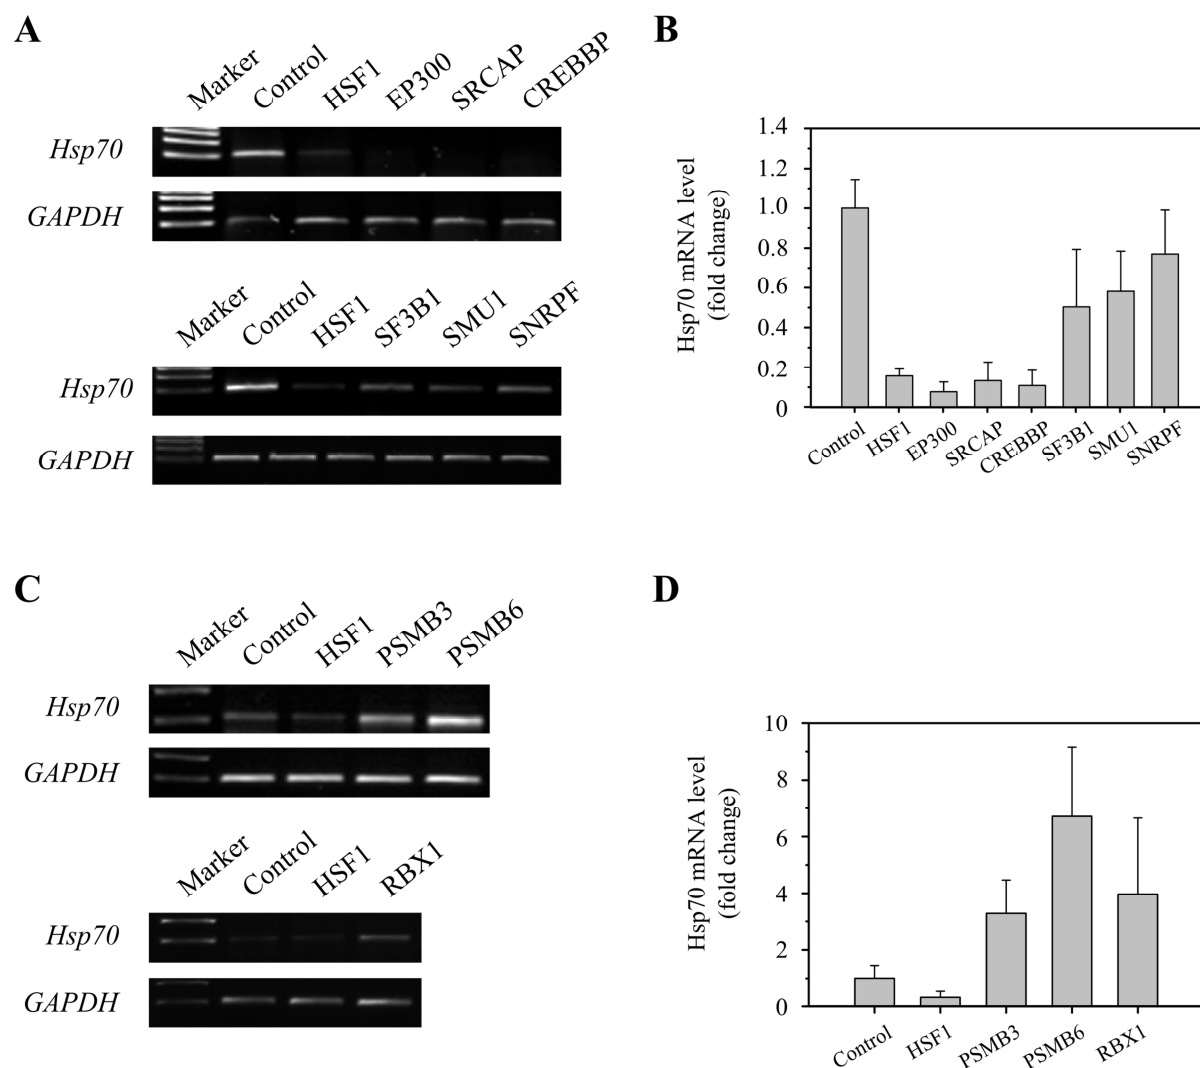 A
Marker Control HSF1 EP300 SRCAP CREBBP
Hsp70
GAPDH
Marker Control HSF1 SF3B1 SMU1 SNRPF
Hsp70
GAPDH
B
Hsp70 mRNA level
(fold change)
1.4
1.2
1.0
0.8
0.6
0.4
0.2
0
Control HSF1 EP300 SRCAP CREBBP SF3B1 SMU1 SNRPF
C
Marker Control HSF1 PSMB3 PSMB6
Hsp70
GAPDH
Marker Control HSF1 RBX1
Hsp70
GAPDH
D
Hsp70 mRNA level
(fold change)
10
8
6
4
2
0
Control HSF1 PSMB3 PSMB6 RBX1